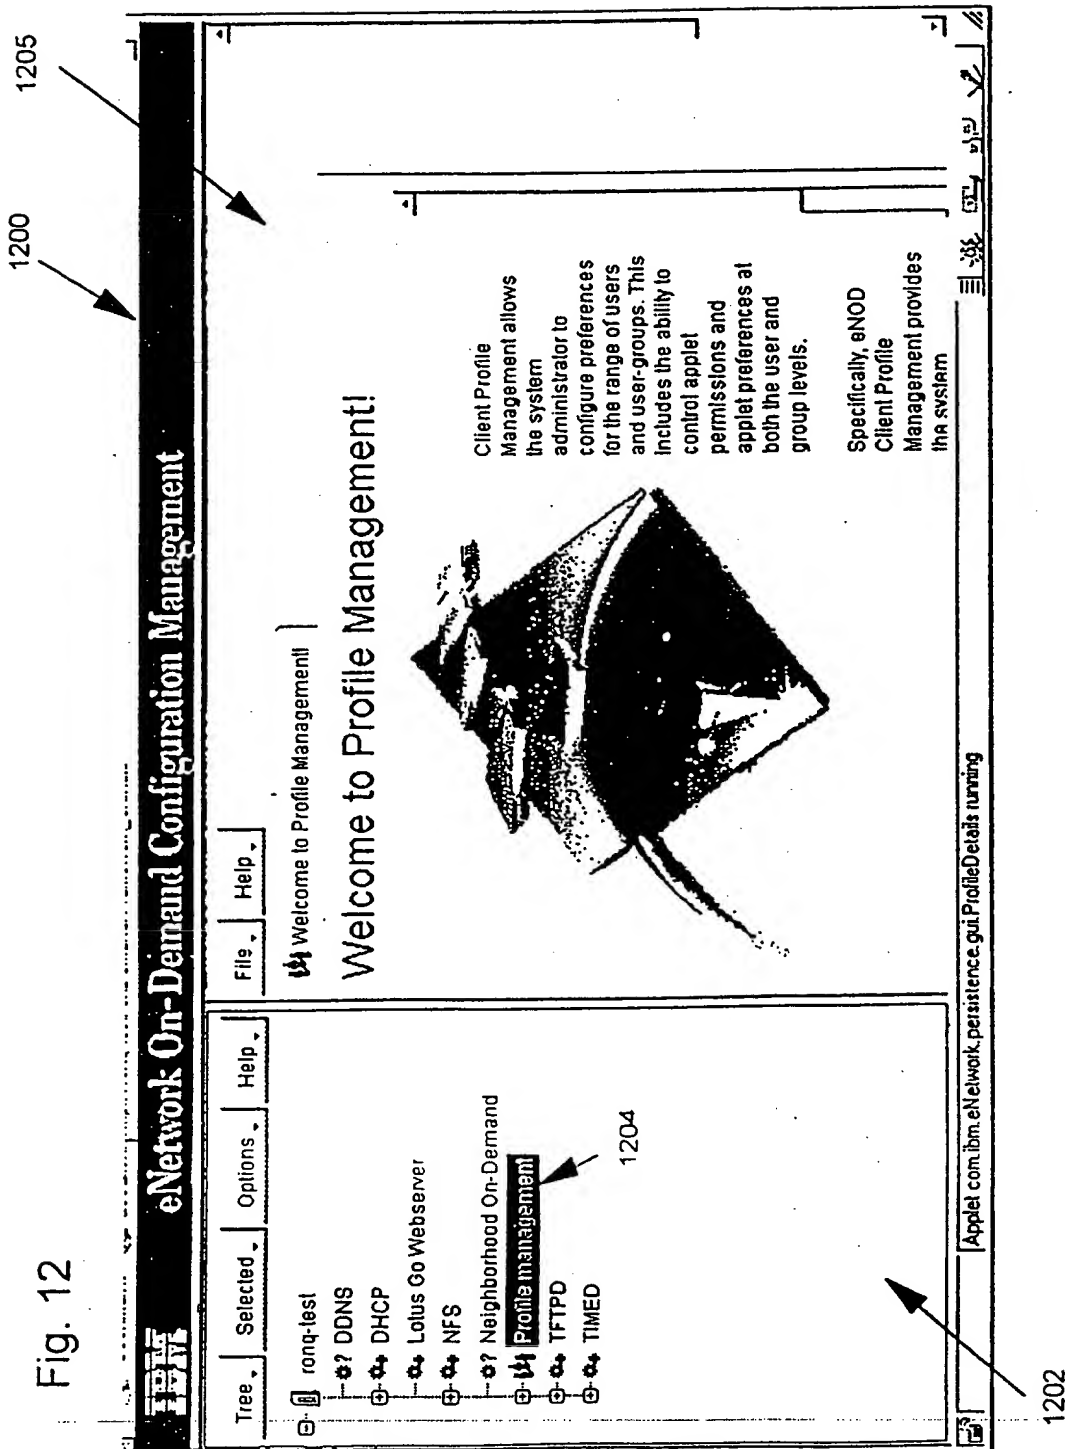 Fig. 12
1200
1205
IBM
eNetwork On-Demand Configuration Management
Tree
Selected
Options
Help
ronq-test
? DDNS
DHCP
Lotus Go Webserver
NFS
? Neighborhood On-Demand
Profile management
TFTPD
TIMED
1204
1202
File
Help
Welcome to Profile Management!
Welcome to Profile Management!
Client Profile
Management allows
the system
administrator to
configure preferences
for the range of users
and user-groups. This
includes the ability to
control applet
permissions and
applet preferences at
both the user and
group levels.
Specifically, eNOD
Client Profile
Management provides
the system
Applet com.ibm.eNetwork.persistence.gui.ProfileDetails running